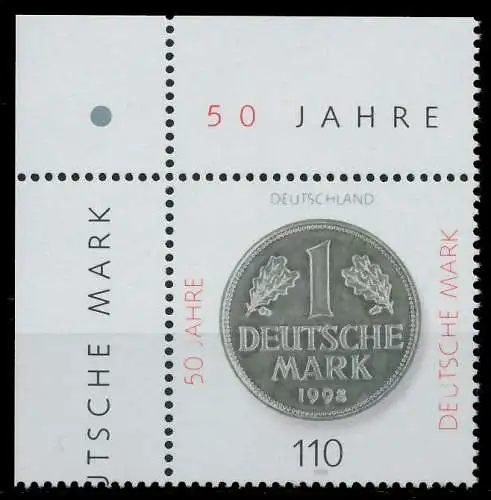 50 JAHRE
DEUTSCHLAND
UTSCHE MARK
50 JAHRE
1
DEUTSCHE
MARK
1998
DEUTSCHE MARK
110